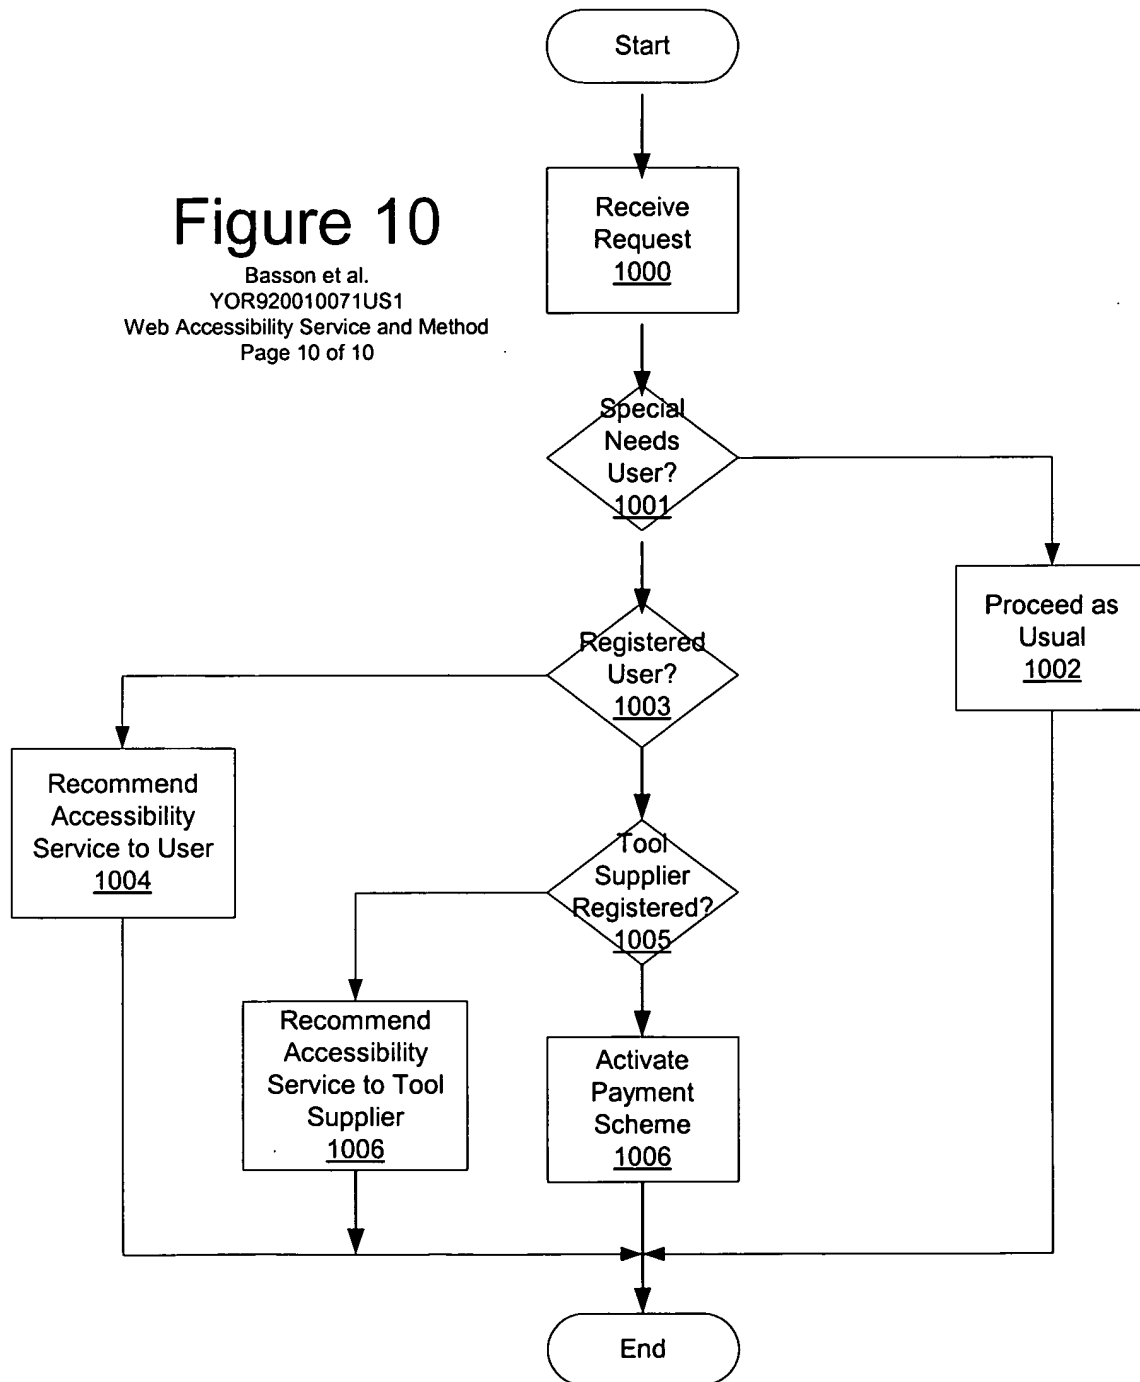 Start
Figure 10
Basson et al.
YOR920010071US1
Web Accessibility Service and Method
Page 10 of 10
Receive
Request
1000
Special
Needs
User?
1001
Proceed as
Usual
1002
Registered
User?
1003
Recommend
Accessibility
Service to User
1004
Tool
Supplier
Registered?
1005
Recommend
Accessibility
Service to Tool
Supplier
1006
Activate
Payment
Scheme
1006
End